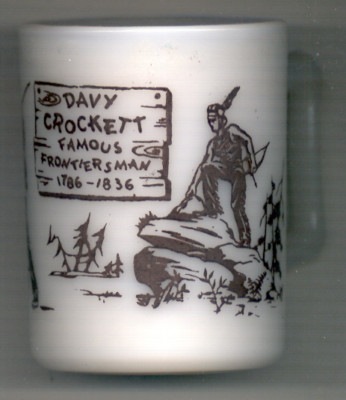 DAVY
CROCKETT
FAMOUS
FRONTIERSMAN
1786-1836